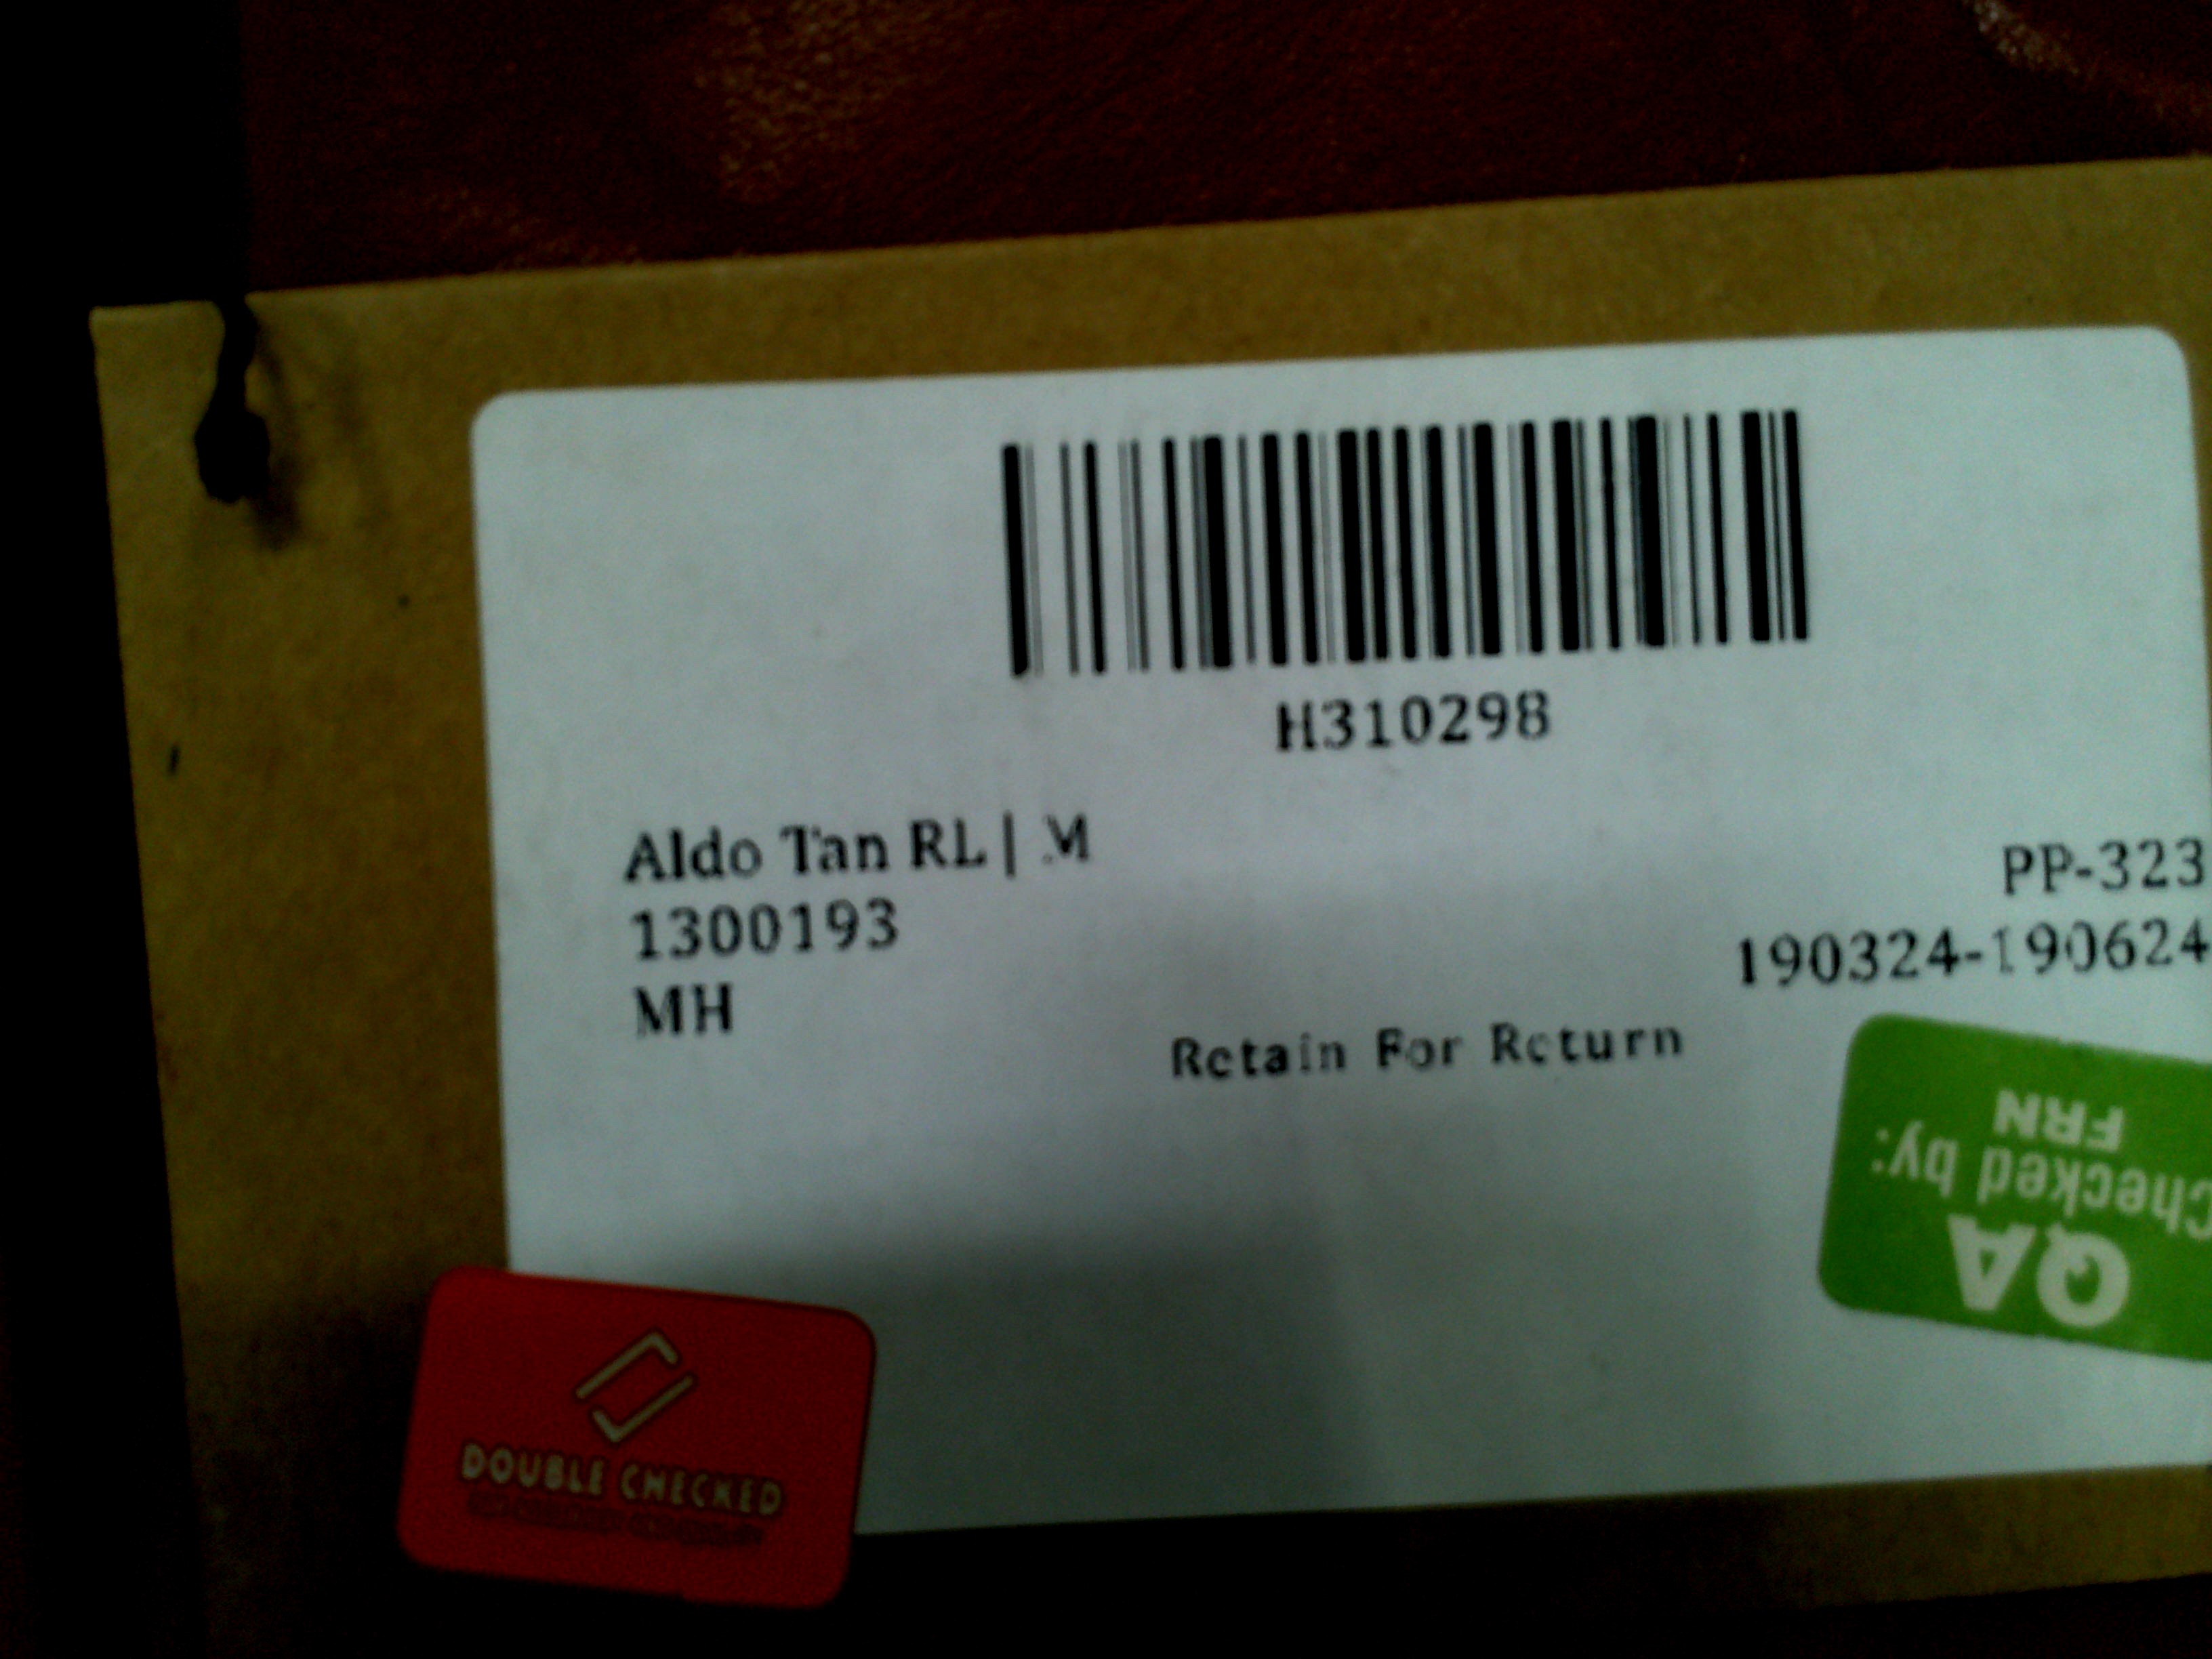 H310298
Aldo Tan RL | M
1300193
MH
PP-323
190324-190624
Retain For Return
QA
Checked by:
FRN
DOUBLE CHECKED